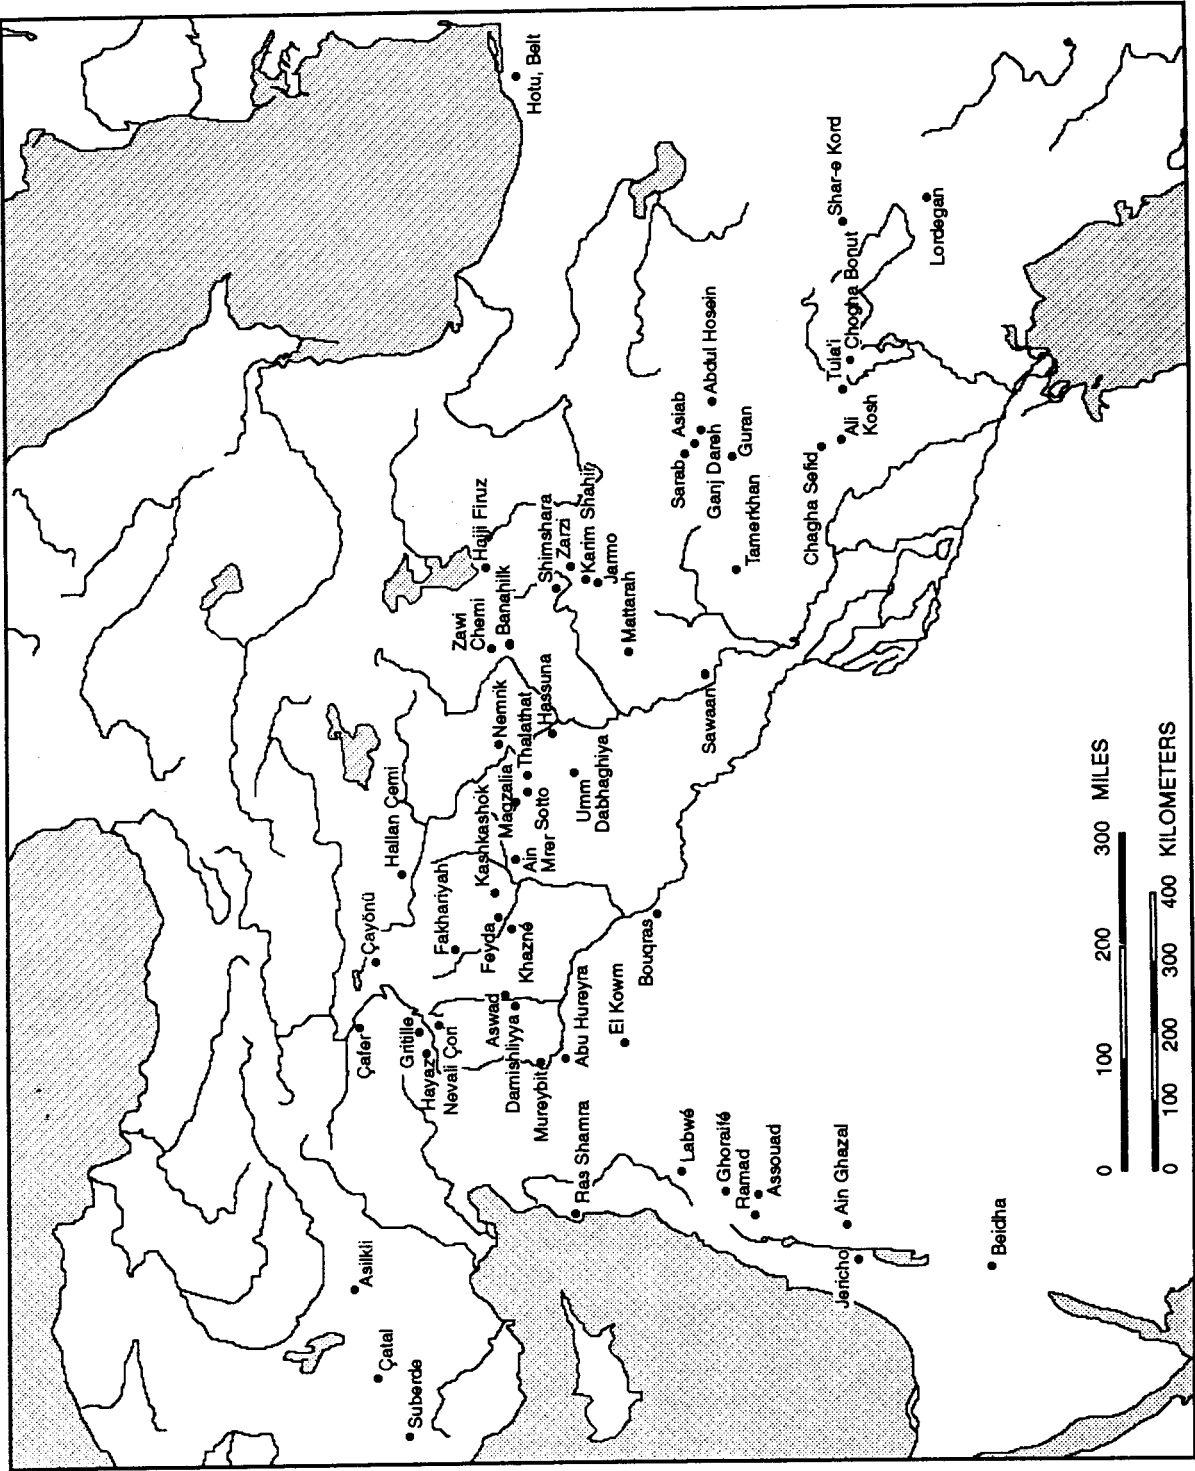 Hotu, Belt
Shar-e Kord
Lordegan
Chogha Bonut
Tula'i
Ali
Kosh
Chagha Sefid
Abdul Hosein
Asiab
Sarab
Ganj Dareh
Guran
Tamerkhan
Hajji Firuz
Shimshara
Zarzi
Karim Shahir
Jarmo
Zawi
Chemi
Banahilk
Mattarah
Sawaan
Nemrik
Thalathat
Hassuna
Umm
Dabhaghiya
Magzalia
Kashkashok
Ain
Mrer Sotto
Hallan Çemi
Çayönü
Fakhariyah
Feyda
Khazné
Bouqras
Çafer
Gritille
Hayaz
Nevali Çori
Aswad
Damishliyya
Mureybit
Abu Hureyra
El Kowm
Ras Shamra
Labwé
Ghoraifé
Ramad
Assouad
Ain Ghazal
Jericho
Beidha
Asilkli
Çatal
Suberde
0 100 200 300 MILES
0 100 200 300 400 KILOMETERS